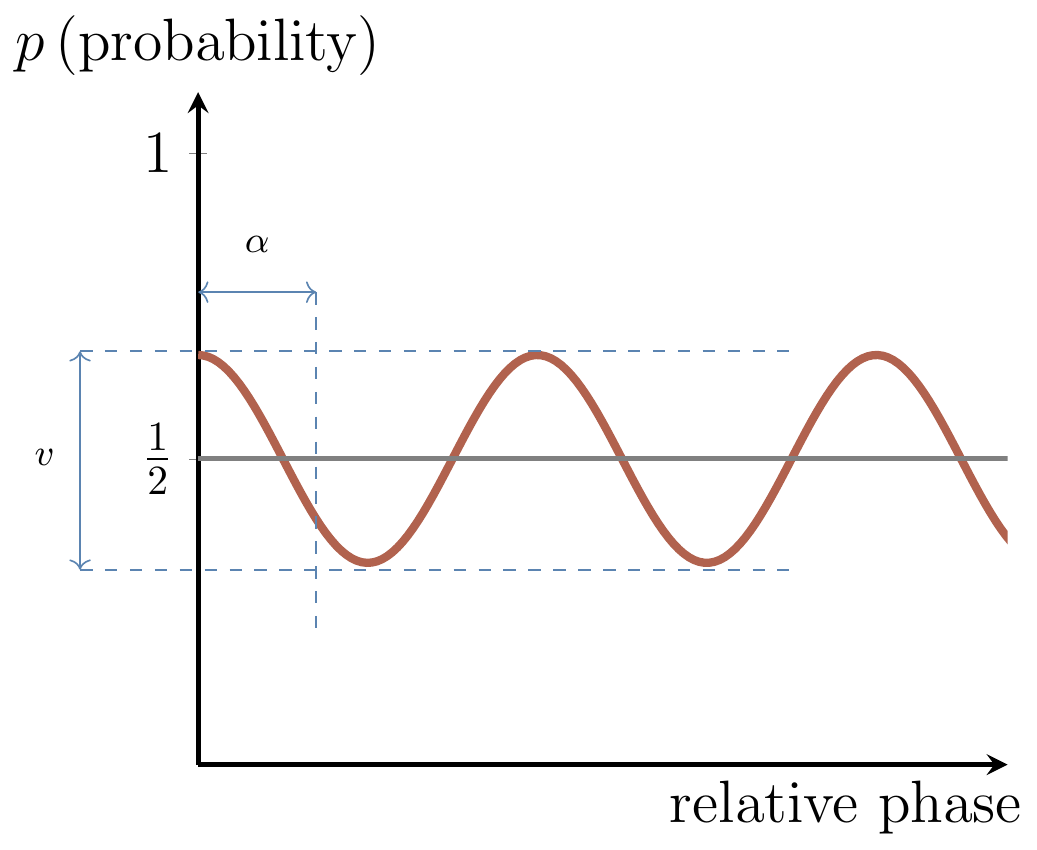 p (probability)
1
α
v
1/2
relative phase